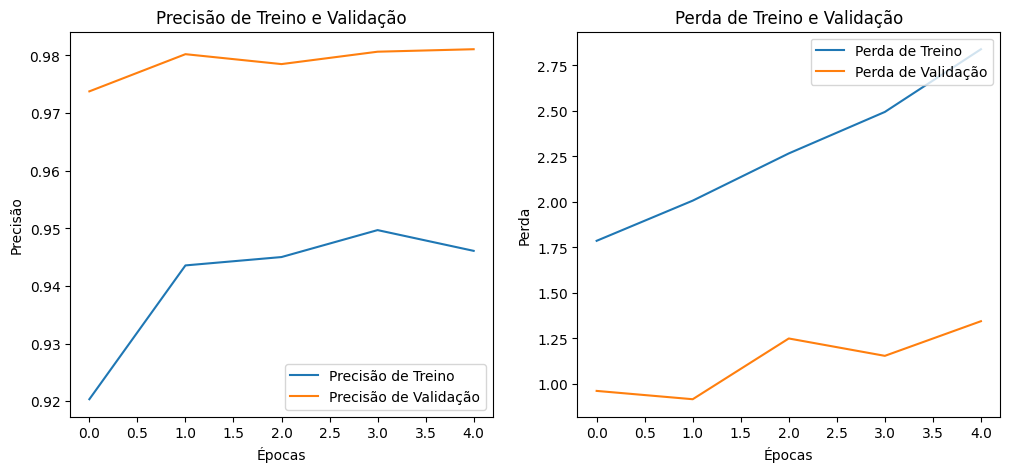 Precisão de Treino e Validação
0.98
0.97
0.96
0.95
0.94
0.93
0.92
Precisão
Precisão de Treino
Precisão de Validação
0.0 0.5 1.0 1.5 2.0 2.5 3.0 3.5 4.0
Épocas
Perda de Treino e Validação
Perda de Treino
Perda de Validação
2.75
2.50
2.25
2.00
1.75
1.50
1.25
1.00
Perda
0.0 0.5 1.0 1.5 2.0 2.5 3.0 3.5 4.0
Épocas